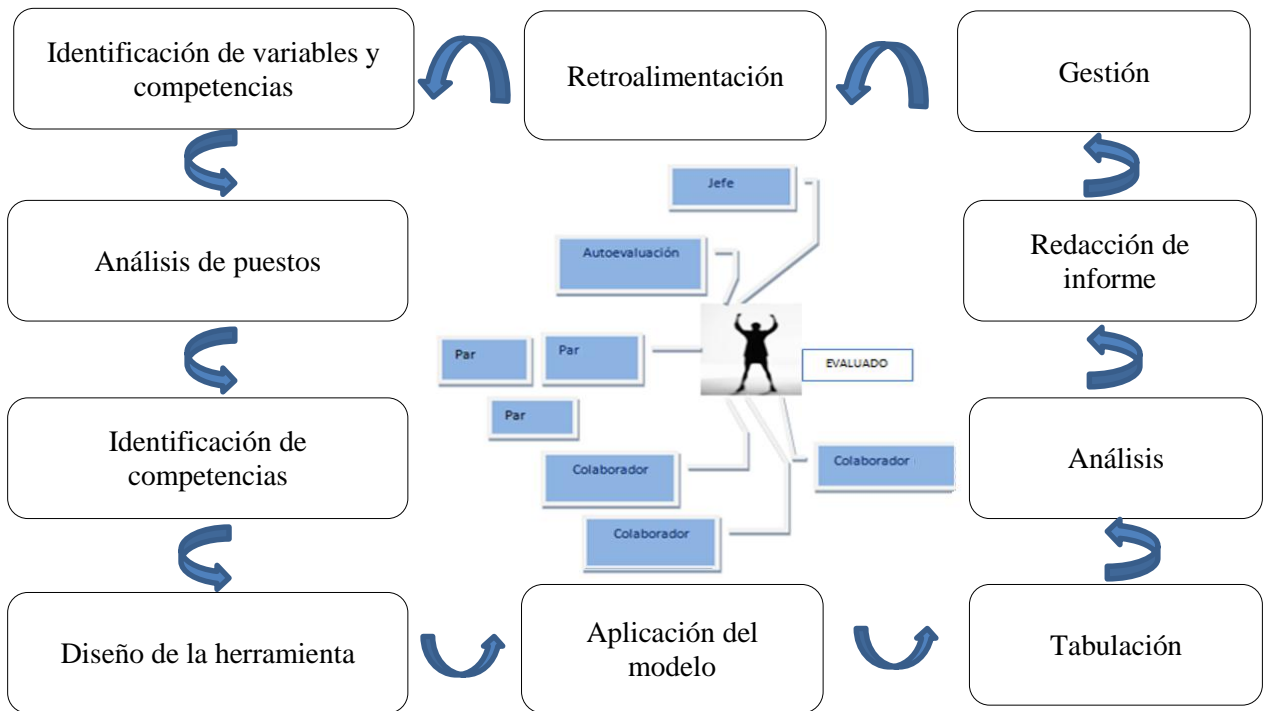 Identificación de variables y
competencias
Retroalimentación
Gestión
Jefe
Análisis de puestos
Autoevaluación
Redacción de
informe
Par
Par
EVALUADO
Par
Identificación de
competencias
Colaborador
Colaborador
Análisis
Colaborador
Diseño de la herramienta
Aplicación del
modelo
Tabulación